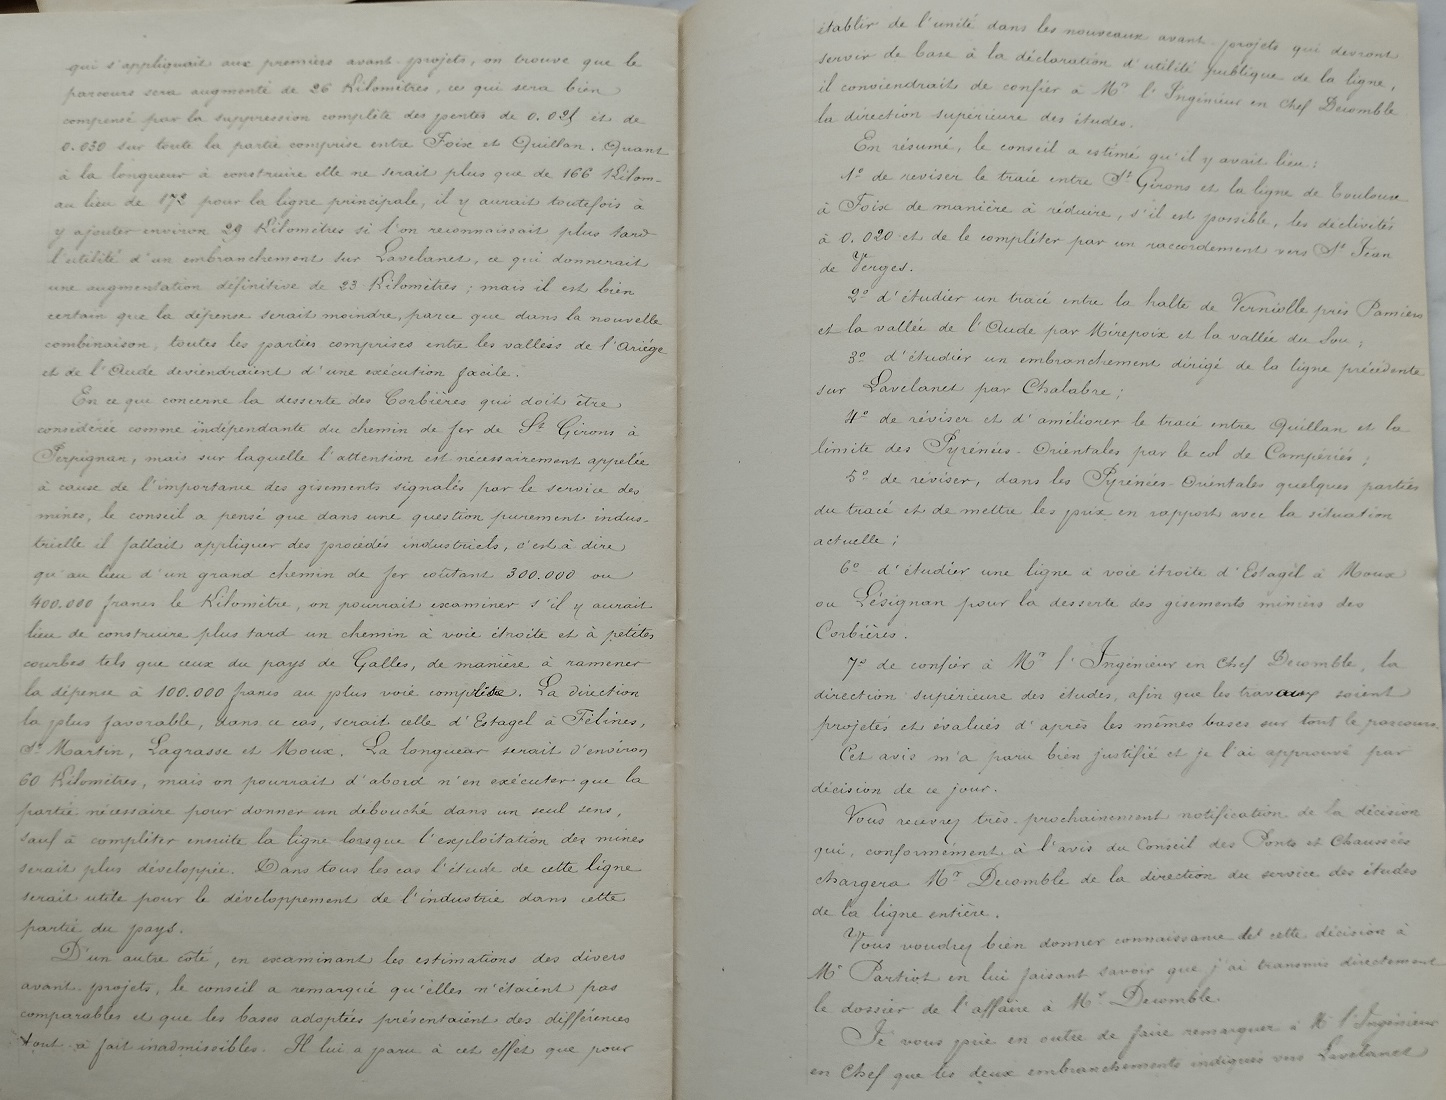 qui s'appliquait aux premiers avant-projets, on trouve que le
parcours sera augmenté de 26 Kilomètres, ces qui sera bien
compensé par la suppression complète des pentes de 0.025 et de
0.030 sur toute la partie comprise entre Foix et Quillan. Quant
à la longueur à construire elle ne serait plus que de 166 Kilom-
au lieu de 172 pour la ligne principale, il y aurait toutefois à
y ajouter environ 29 Kilomètres si l'on reconnaissait plus tard
l'utilité d'un embranchement sur Lavelanet, ce qui donnerait
une augmentation définitive de 23 Kilomètres; mais il est bien
certain que la dépense serait moindre, parce que dans la nouvelle
combinaison, toutes les parties comprises entre les vallées de l'Ariège
et de l'Aude deviendraient d'une exécution facile.
En ce que concerne la desserte des Corbières qui doit être
considérée comme indépendante du chemin de fer de St Girons à
Perpignan, mais sur laquelle l'attention est nécessairement appelée
à cause de l'importance des gisements signalés par le service des
mines, le conseil a pensé que dans une question purement indus-
trielle il fallait appliquer des procédés industriels, c'est à dire
qu'au lieu d'un grand chemin de fer coûtant 300.000 ou
400.000 francs le Kilomètre, on pourrait examiner s'il y aurait
lieu de construire plus tard un chemin à voie étroite et à petites
courbes tels que ceux du pays de Galles, de manière à ramener
la dépense à 100.000 francs au plus voie comprise. La direction
la plus favorable, dans ce cas, serait celle d'Estagel à Félines,
St Martin, Lagrasse et Moux. La longueur serait d'environ
60 Kilomètres, mais on pourrait d'abord n'en exécuter que la
partie nécessaire pour donner un débouché dans un seul sens,
sauf à compléter ensuite la ligne lorsque l'exploitation des mines
serait plus développée. Dans tous les cas l'étude de cette ligne
serait utile pour le développement de l'industrie dans cette
partie du pays.
D'un autre côté, en examinant les estimations des divers
avant-projets, le conseil a remarqué qu'elles n'étaient pas
comparables et que les bases adoptées présentaient des différences
tout à fait inadmissibles. Il lui a paru à cet effet que pour
établir de l'unité dans les nouveaux avant-projets qui devront
servir de base à la déclaration d'utilité publique de la ligne,
il conviendrait de confier à Mr l'Ingénieur en Chef Decomble
la direction supérieure des études.
En résumé, le conseil a estimé qu'il y avait lieu:
1º de reviser le tracé entre St Girons et la ligne de Toulouse
à Foix de manière à réduire, s'il est possible, les déclivités
à 0.020 et de le compléter par un raccordement vers St Jean
de Verges.
2º d'étudier un tracé entre la halte de Verniolle près Pamiers
et la vallée de l'Aude par Mirepoix et la vallée du Sou;
3º d'étudier un embranchement dirigé de la ligne précédente
sur Lavelanet par Chalabre;
4º de réviser et d'améliorer le tracé entre Quillan et la
limite des Pyrénées-Orientales par le col de Campériés;
5º de réviser, dans les Pyrénées-Orientales quelques parties
du tracé et de mettre les prix en rapport avec la situation
actuelle;
6º d'étudier une ligne à voie étroite d'Estagel à Moux
ou Lésignan pour la desserte des gisements miniers des
Corbières.
7º de confier à Mr l'Ingénieur en Chef Decomble, la
direction supérieure des études, afin que les travaux soient
projetés et évalués d'après les mêmes bases sur tout le parcours.
Cet avis m'a paru bien justifié et je l'ai approuvé par
décision de ce jour.
Vous recevrez très-prochainement notification de la décision
qui, conformément à l'avis du Conseil des Ponts et Chaussées
chargera Mr Decomble de la direction du service des études
de la ligne entière.
Vous voudrez bien donner connaissance de cette décision à
Mr Partiot en lui faisant savoir que j'ai transmis directement
le dossier de l'affaire à Mr Decomble
Je vous prie en outre de faire remarquer à Mr l'Ingénieur
en Chef que les deux embranchements indiqués vers Lavelanet